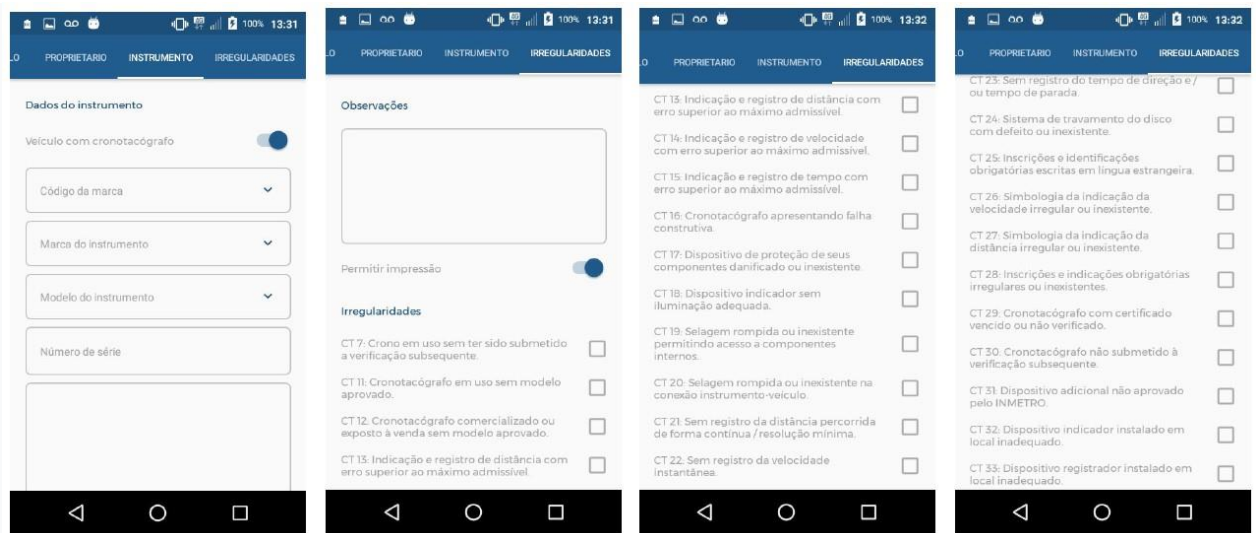 100% 13:31
LO PROPRIETARIO INSTRUMENTO IRREGULARIDADES
Dados do instrumento
Veículo com cronotacógrafo
Código da marca
Marca do instrumento
Modelo do instrumento
Número de série
100% 13:31
LO PROPRIETARIO INSTRUMENTO IRREGULARIDADES
Observações
Permitir impressão
Irregularidades
CT 7: Crono em uso sem ter sido submetido
a verificação subsequente.
CT 11: Cronotacógrafo em uso sem modelo
aprovado.
CT 12: Cronotacógrafo comercializado ou
exposto à venda sem modelo aprovado.
CT 13: Indicação e registro de distância com
erro superior ao máximo admissível.
100% 13:32
LO PROPRIETARIO INSTRUMENTO IRREGULARIDADES
CT 13: Indicação e registro de distância com
erro superior ao máximo admissível.
CT 14: Indicação e registro de velocidade
com erro superior ao máximo admissível.
CT 15: Indicação e registro de tempo com
erro superior ao máximo admissível.
CT 16: Cronotacógrafo apresentando falha
construtiva.
CT 17: Dispositivo de proteção de seus
componentes danificado ou inexistente.
CT 18: Dispositivo indicador sem
iluminação adequada.
CT 19: Selagem rompida ou inexistente
permitindo acesso a componentes
internos.
CT 20: Selagem rompida ou inexistente na
conexão instrumento-veículo.
CT 21: Sem registro da distância percorrida
de forma contínua / resolução mínima.
CT 22: Sem registro da velocidade
instantânea.
100% 13:32
LO PROPRIETARIO INSTRUMENTO IRREGULARIDADES
CT 23: Sem registro do tempo de direção e /
ou tempo de parada.
CT 24: Sistema de travamento do disco
com defeito ou inexistente.
CT 25: Inscrições e identificações
obrigatórias escritas em língua estrangeira.
CT 26: Simbologia da indicação da
velocidade irregular ou inexistente.
CT 27: Simbologia da indicação da
distância irregular ou inexistente.
CT 28: Inscrições e indicações obrigatórias
irregulares ou inexistentes.
CT 29: Cronotacógrafo com certificado
vencido ou não verificado.
CT 30: Cronotacógrafo não submetido à
verificação subsequente.
CT 31: Dispositivo adicional não aprovado
pelo INMETRO.
CT 32: Dispositivo indicador instalado em
local inadequado.
CT 33: Dispositivo registrador instalado em
local inadequado.